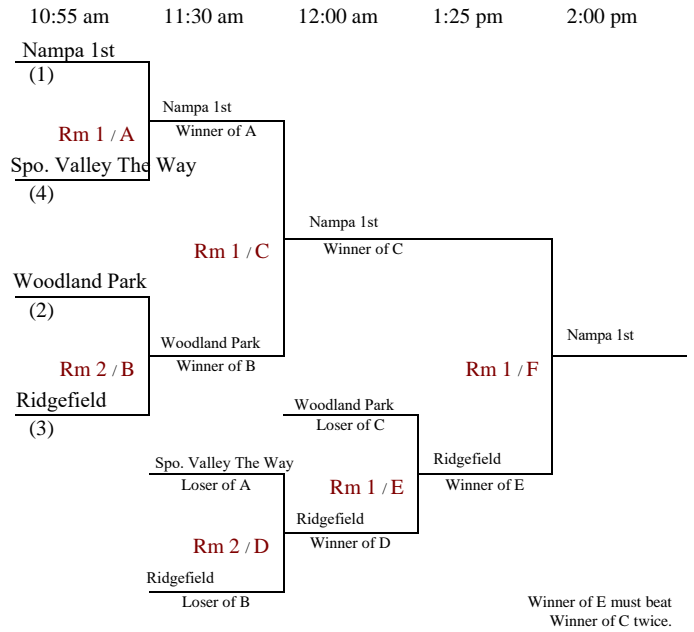 10:55 am 11:30 am 12:00 am 1:25 pm 2:00 pm
Nampa 1st
(1)
Nampa 1st
Rm 1 / A
Winner of A
Spo. Valley The Way
(4)
Nampa 1st
Rm 1 / C
Winner of C
Woodland Park
(2)
Nampa 1st
Woodland Park
Rm 2 / B
Winner of B
Rm 1 / F
Ridgefield
(3)
Woodland Park
Loser of C
Spo. Valley The Way
Ridgefield
Loser of A
Rm 1 / E
Winner of E
Ridgefield
Rm 2 / D
Winner of D
Ridgefield
Loser of B
Winner of E must beat
Winner of C twice.